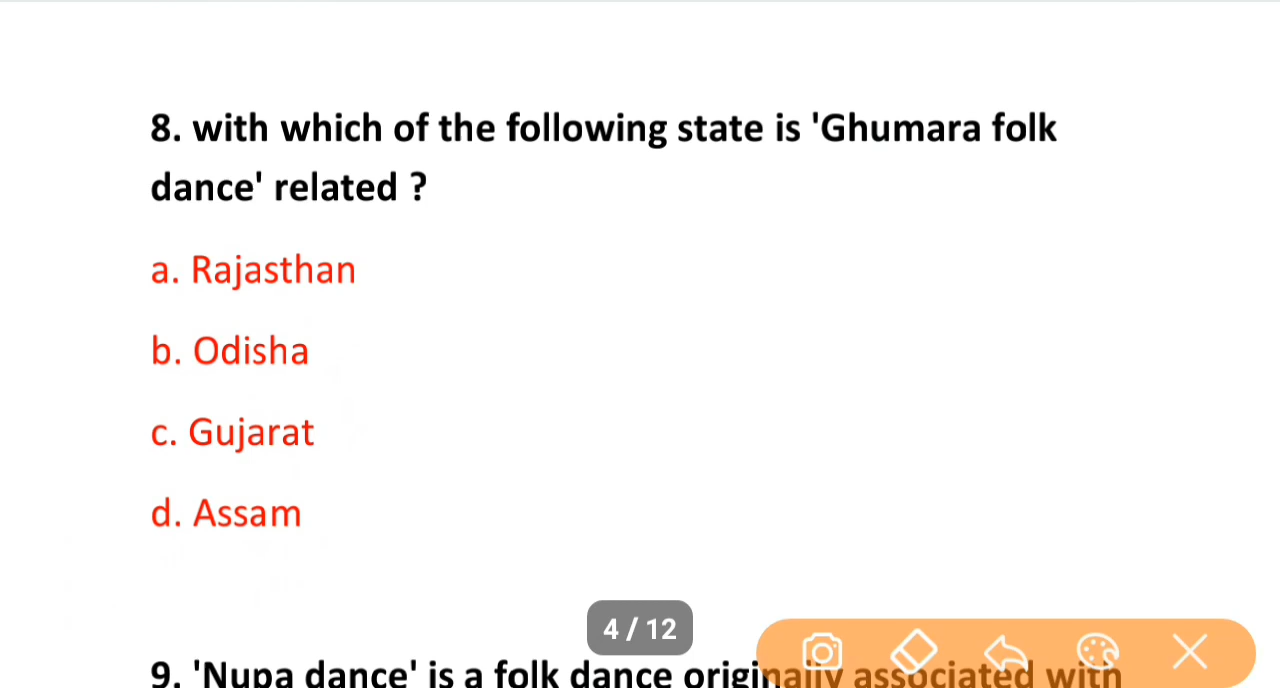 8. with which of the following state is 'Ghumara folk
dance' related ?
a. Rajasthan
b. Odisha
c. Gujarat
d. Assam
4 / 12
9. 'Nupa dance' is a folk dance originally associated with